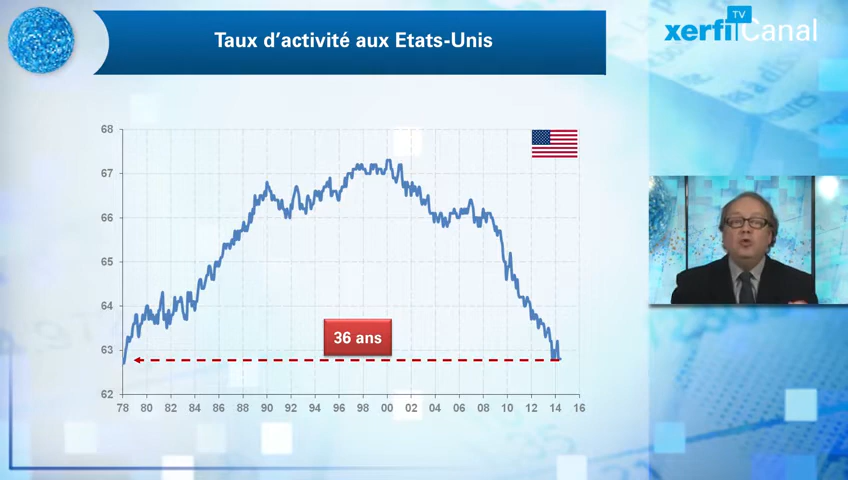 Taux d’activité aux Etats-Unis
xerfi TV Canal
68
67
66
65
64
63
62
36 ans
78 80 82 84 86 88 90 92 94 96 98 00 02 04 06 08 10 12 14 16